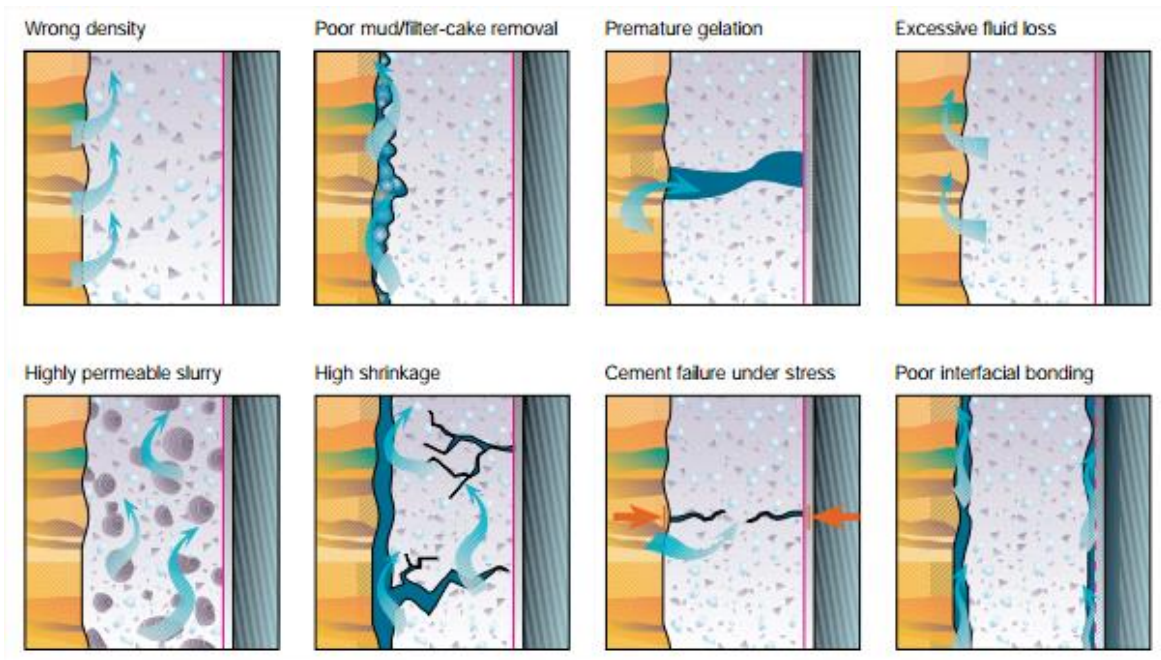 Wrong density
Poor mud/filter-cake removal
Premature gelation
Excessive fluid loss
Highly permeable slurry
High shrinkage
Cement failure under stress
Poor interfacial bonding